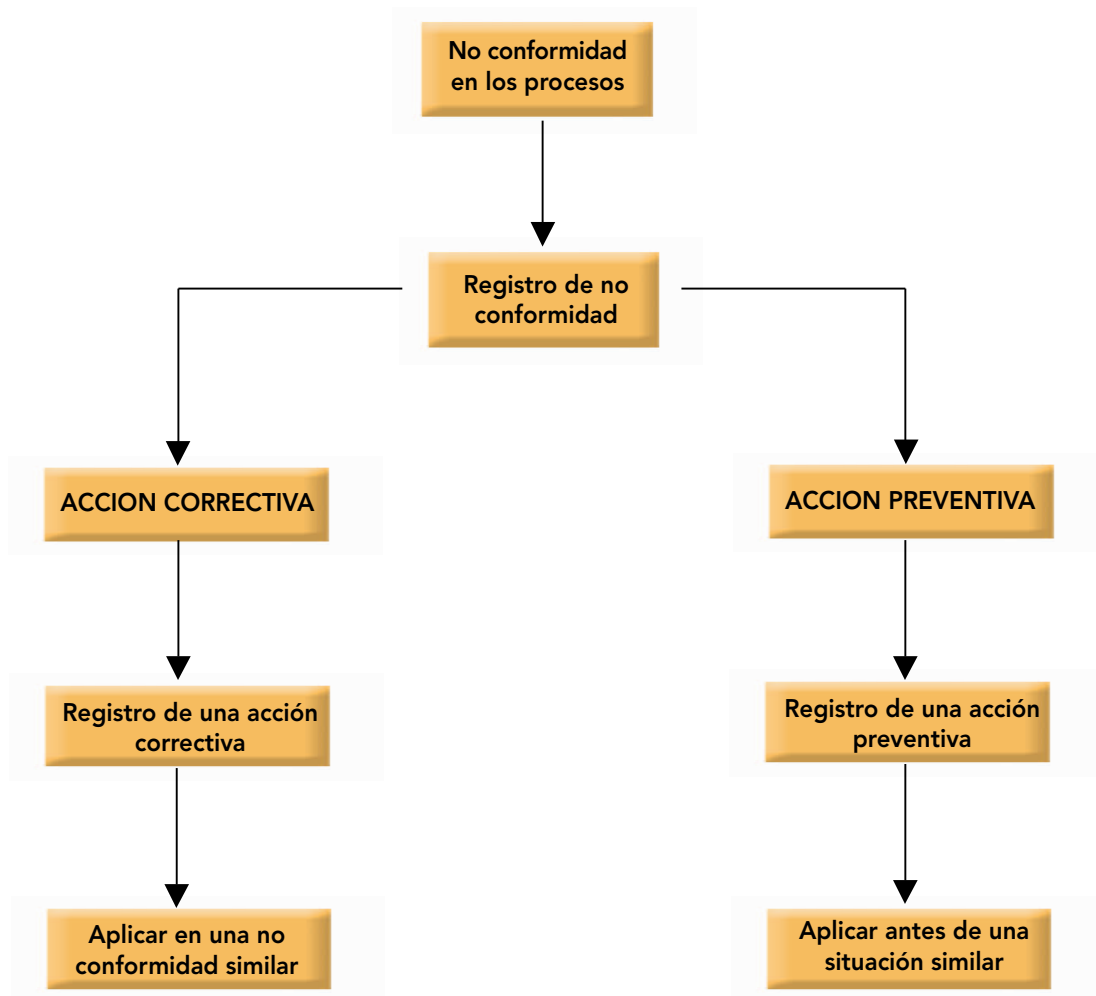 No conformidad
en los procesos
Registro de no
conformidad
ACCION CORRECTIVA
ACCION PREVENTIVA
Registro de una acción
correctiva
Registro de una acción
preventiva
Aplicar en una no
conformidad similar
Aplicar antes de una
situación similar